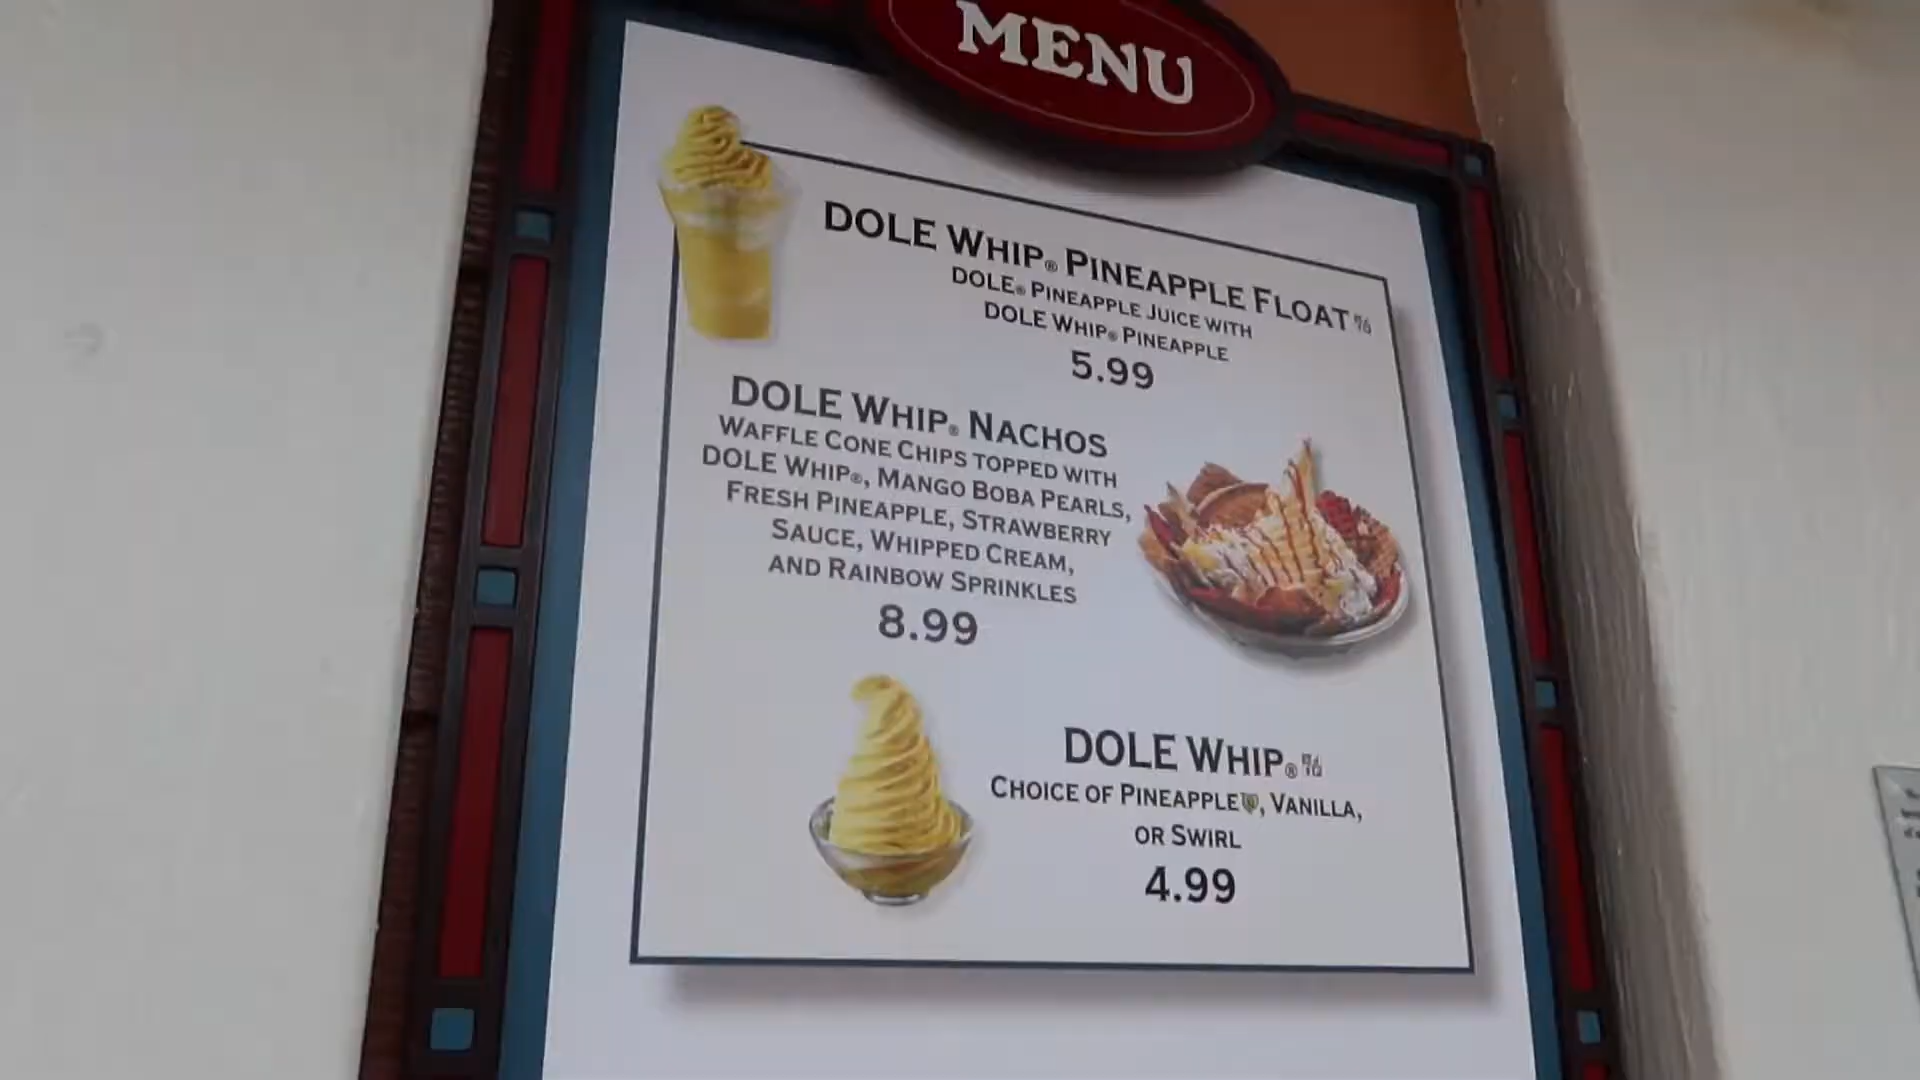 MENU
DOLE WHIP® PINEAPPLE FLOAT
DOLE® PINEAPPLE JUICE WITH
DOLE WHIP® PINEAPPLE
5.99
DOLE WHIP® NACHOS
WAFFLE CONE CHIPS TOPPED WITH
DOLE WHIP®, MANGO BOBA PEARLS,
FRESH PINEAPPLE, STRAWBERRY
SAUCE, WHIPPED CREAM,
AND RAINBOW SPRINKLES
8.99
DOLE WHIP®
CHOICE OF PINEAPPLE, VANILLA,
OR SWIRL
4.99